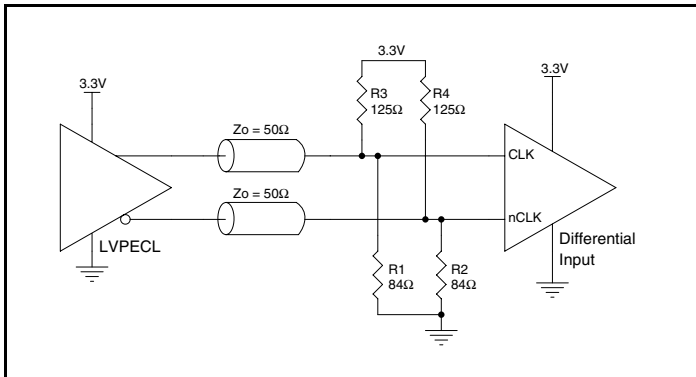 3.3V
3.3V
3.3V
R3
125Ω
R4
125Ω
Zo = 50Ω
CLK
Zo = 50Ω
nCLK
LVPECL
Differential
Input
R1
84Ω
R2
84Ω